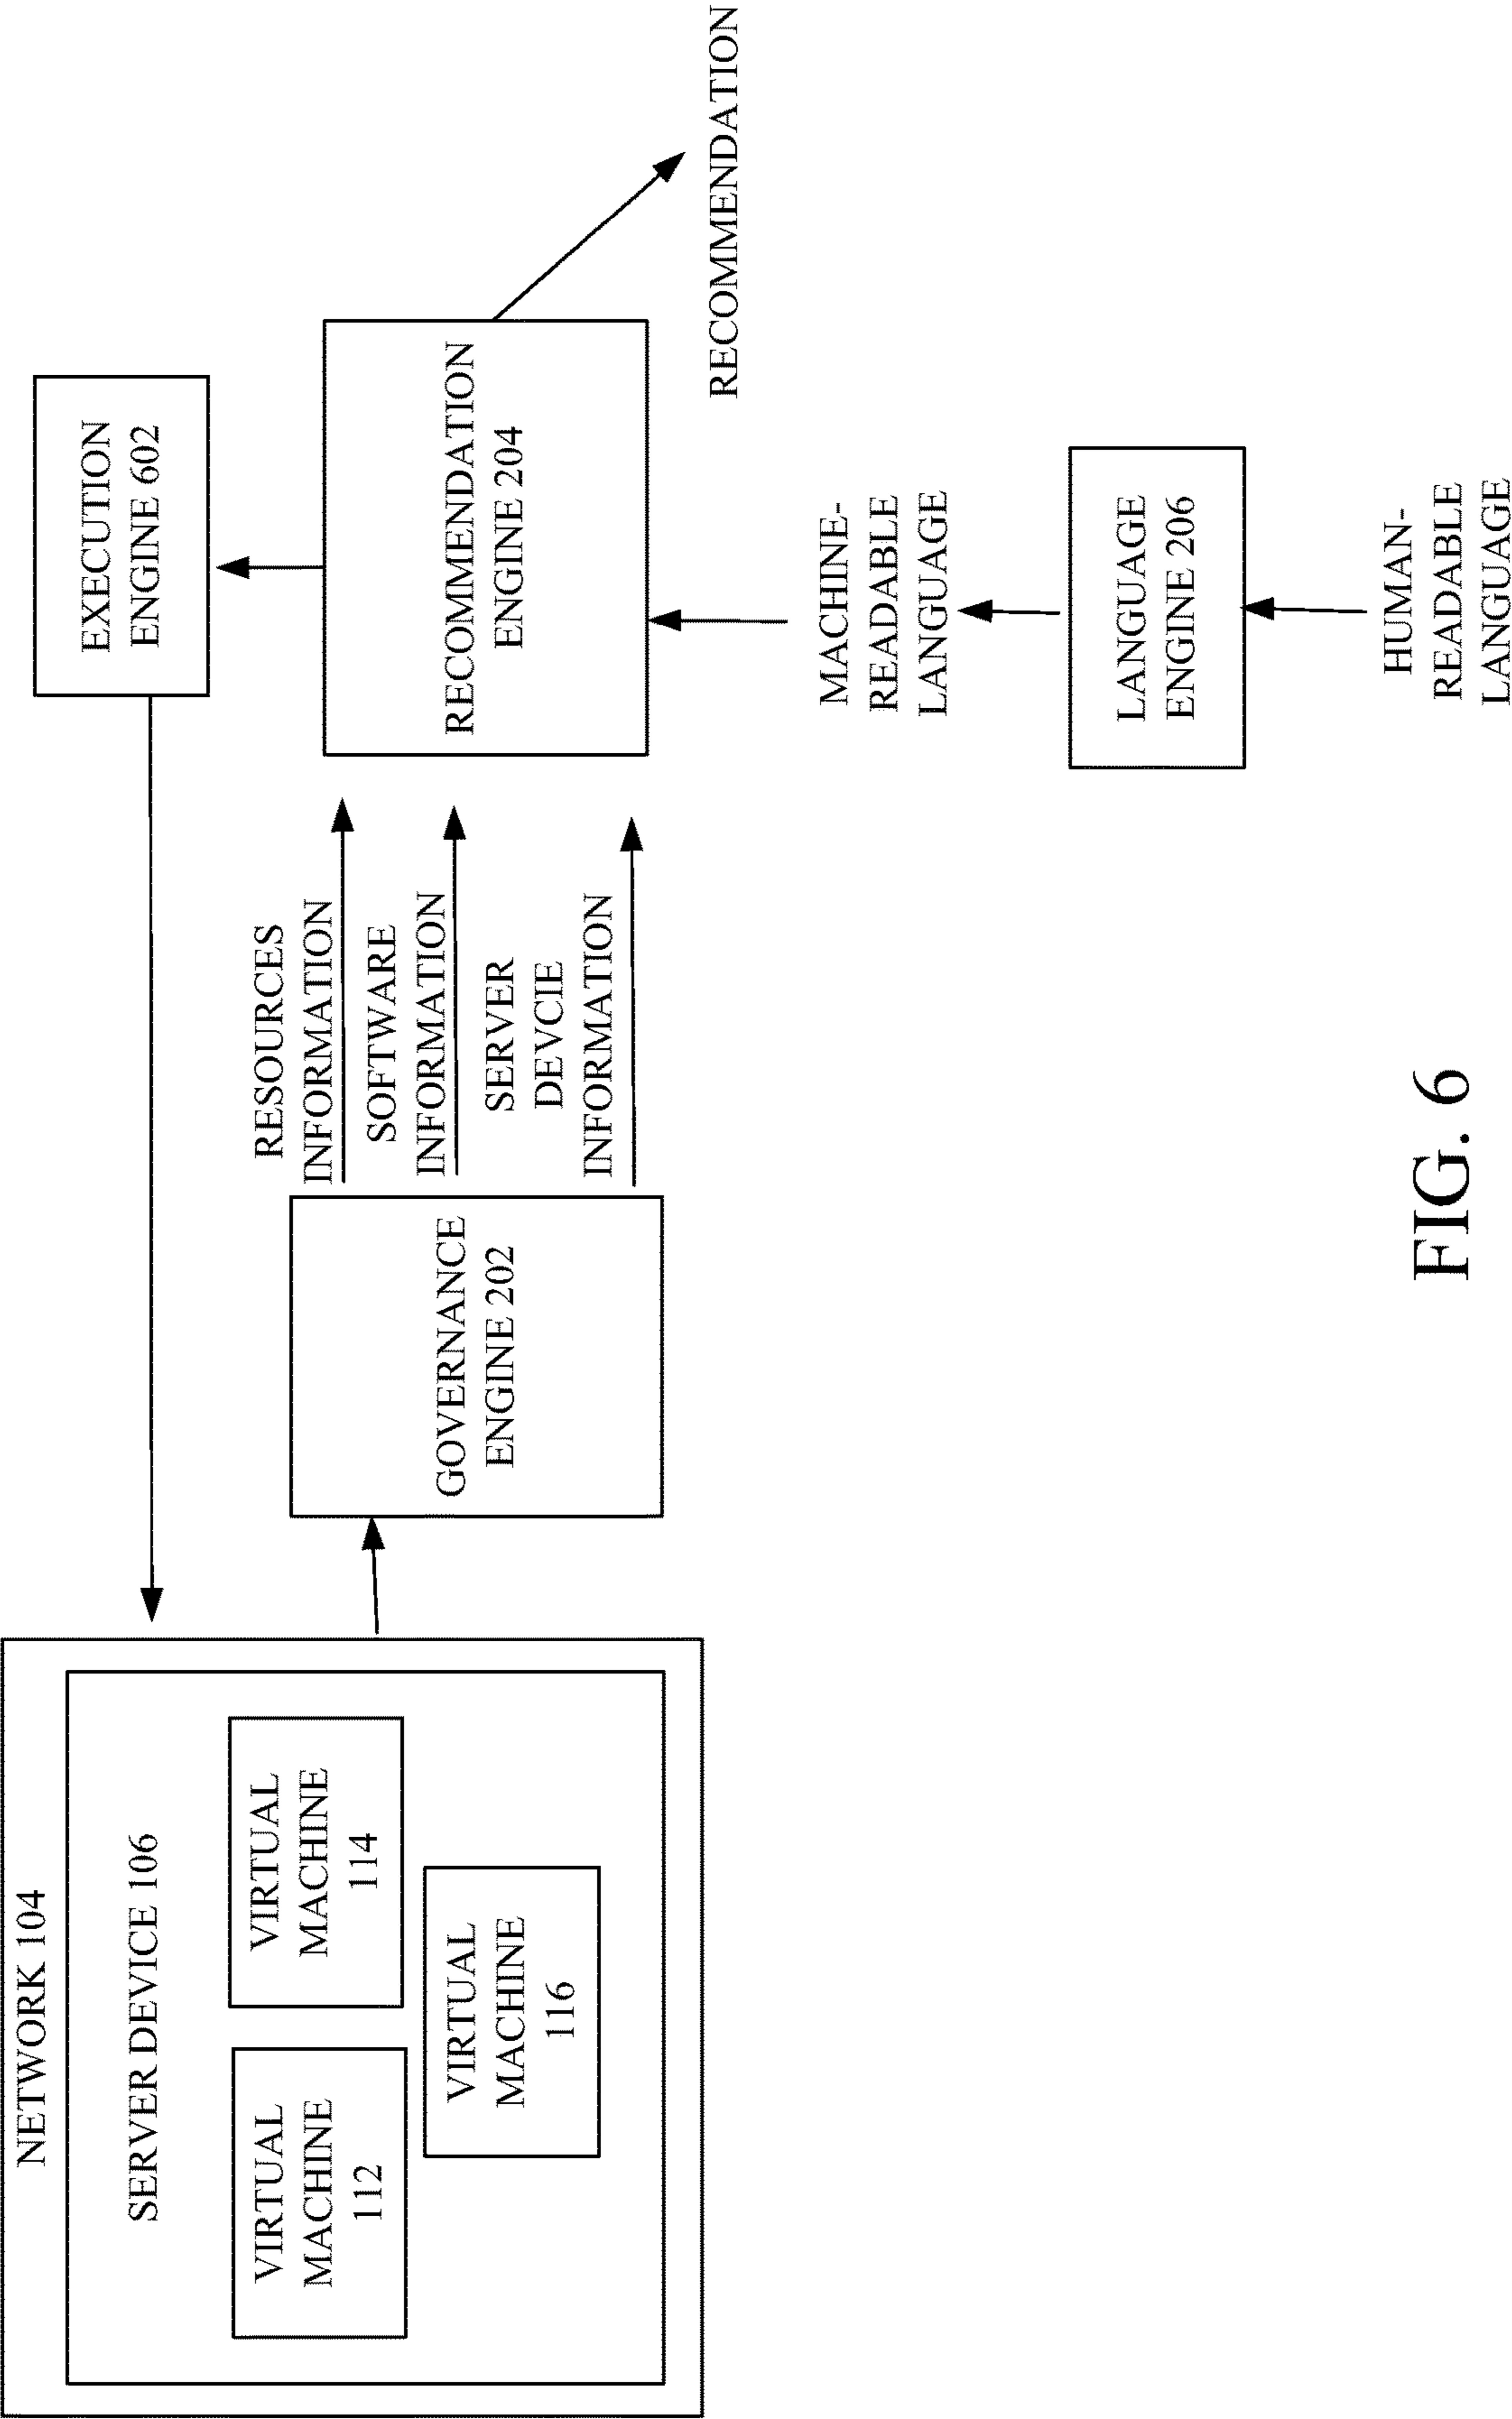 NETWORK 104
SERVER DEVICE 106
VIRTUAL
MACHINE
112
VIRTUAL
MACHINE
114
VIRTUAL
MACHINE
116
GOVERNANCE
ENGINE 202
RESOURCES
INFORMATION
SOFTWARE
INFORMATION
SERVER
DEVCIE
INFORMATION
EXECUTION
ENGINE 602
RECOMMENDATION
ENGINE 204
RECOMMENDATION
MACHINE-
READABLE
LANGUAGE
LANGUAGE
ENGINE 206
HUMAN-
READABLE
LANGUAGE
FIG. 6